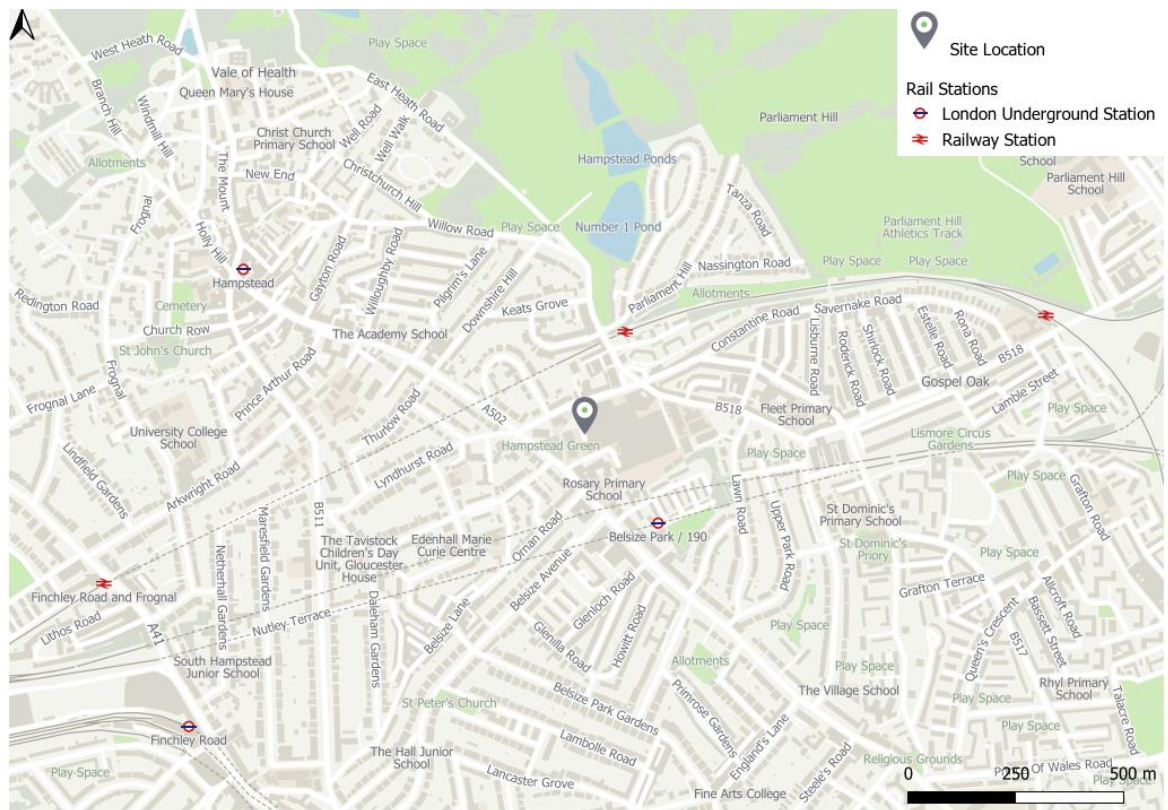 Site Location
Rail Stations
London Underground Station
Railway Station
West Heath Road
Play Space
Vale of Health
Queen Mary's House
Branch Hill
Windmill Hill
East Heath Road
Parliament Hill
Christ Church
Primary School
Well Road
Well Walk
Allotments
The Mount
New End
Christchurch Hill
Hampstead Ponds
School
Parliament Hill
School
Tanza Road
Frognal
Holly Hill
Willow Road
Play Space
Number 1 Pond
Parliament Hill
Athletics Track
Hampstead
Gayton Road
Willoughby Road
Pilgrim's Lane
Downshire Hill
Nassington Road
Play Space
Play Space
Redington Road
Cemetery
Keats Grove
Parliament Hill
Allotments
Savernake Road
Church Row
The Academy School
Constantine Road
St John's Church
Lisburne Road
Roderick Road
Shirlock Road
Estelle Road
Rona Road
B518
Frognal Lane
Frognal
Prince Arthur Road
Thurlow Road
A502
B518
Fleet Primary
School
Gospel Oak
Lamble Street
University College
School
Hampstead Green
Play Space
Lismore Circus
Gardens
Play Space
Lindfield Gardens
Arkwright Road
Lyndhurst Road
Rosary Primary
School
Play Space
Lawn Road
Upper Park Road
Grafton Road
B511
Maresfield Gardens
Netherhall Gardens
The Tavistock
Children's Day
Unit, Gloucester
House
Edenhall Marie
Curie Centre
Ornan Road
Belsize Park / 190
St Dominic's
Primary School
St Dominic's
Priory
Play Space
Finchley Road and Frognal
Lithos Road
A41
Nutley Terrace
Daleham Gardens
Belsize Lane
Belsize Avenue
Glenloch Road
Glenilla Road
Howitt Road
Grafton Terrace
Queen's Crescent
Allcroft Road
Bassett Street
B517
Play Space
South Hampstead
Junior School
Allotments
Play Space
Rhyl Primary
School
St Peter's Church
Belsize Park Gardens
Primrose Gardens
The Village School
Play Space
Talacre Road
Finchley Road
The Hall Junior
School
Lambolle Road
England's Lane
Steele's Road
Play Space
Religious Grounds
Of Wales Road
Play Space
Lancaster Grove
Fine Arts College
Play Space
0 250 500 m